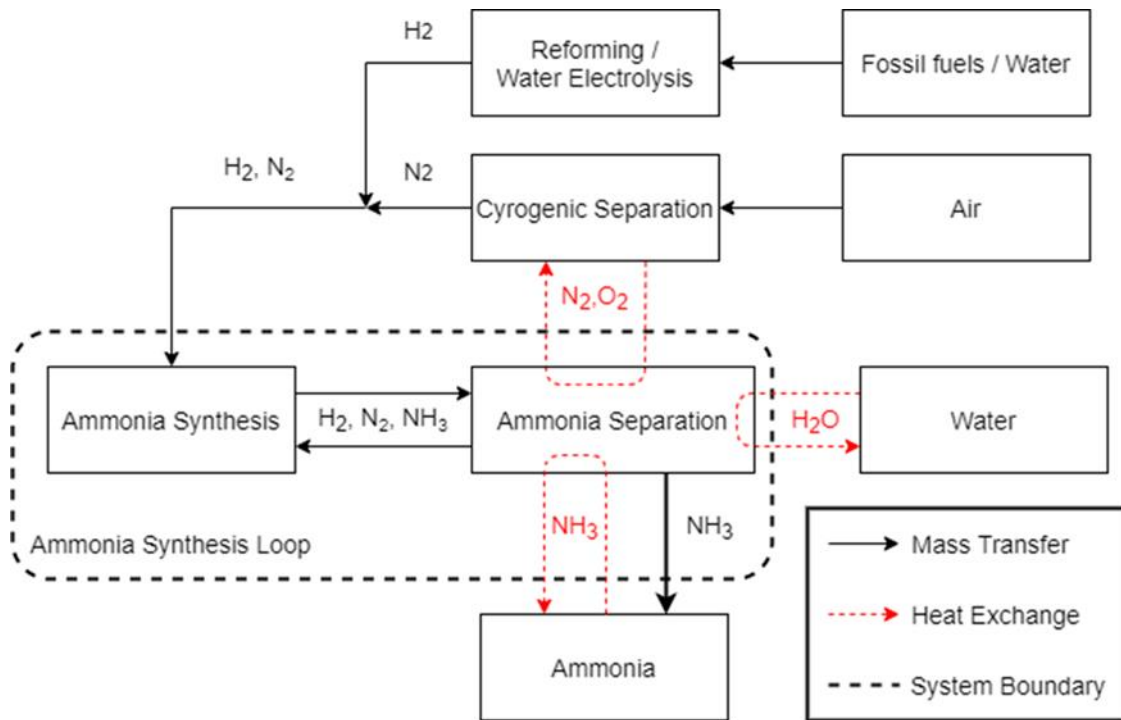 H2
Reforming /
Water Electrolysis
Fossil fuels / Water
H₂, N₂
N2
Cyrogenic Separation
Air
N₂,O₂
Ammonia Synthesis
H₂, N₂, NH₃
Ammonia Separation
H₂O
Water
NH₃
NH₃
Ammonia Synthesis Loop
Ammonia
Mass Transfer
Heat Exchange
System Boundary